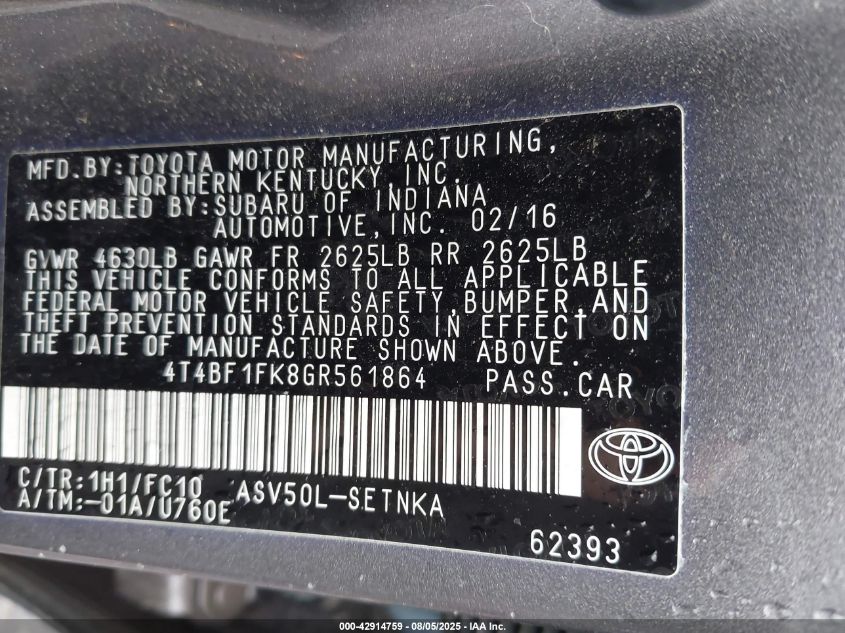 MFD.BY:TOYOTA MOTOR MANUFACTURING,
NORTHERN KENTUCKY,INC.
ASSEMBLED BY:SUBARU OF INDIANA
AUTOMOTIVE,INC. 02/16
GVWR 4630LB GAWR FR 2625LB RR 2625LB
THIS VEHICLE CONFORMS TO ALL APPLICABLE
FEDERAL MOTOR VEHICLE SAFETY,BUMPER,AND
THEFT PREVENTION STANDARDS IN EFFECT ON
THE DATE OF MANUFACTURE SHOWN ABOVE.
4T4BF1FK8GR561864 PASS.CAR
C/TR:1H1/FC10 ASV50L-SETNKA
A/TM:-01A/U760E
62393
000-42914759 - 08/05/2025 - IAA Inc.